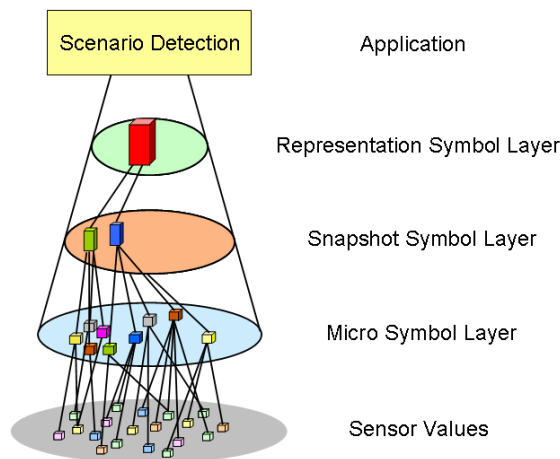 Scenario Detection
Application
Representation Symbol Layer
Snapshot Symbol Layer
Micro Symbol Layer
Sensor Values